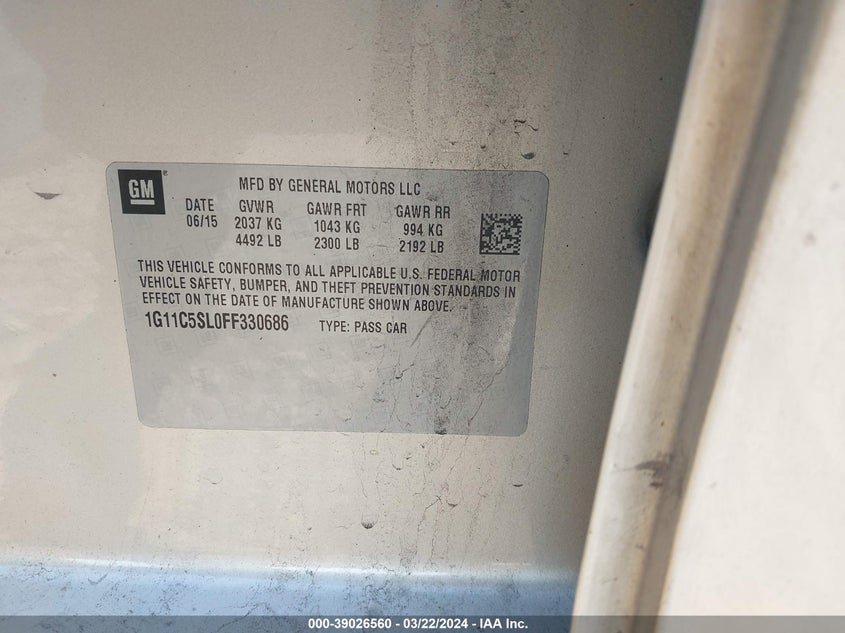 GM ®
MFD BY GENERAL MOTORS LLC
DATE GVWR GAWR FRT GAWR RR
06/15 2037 KG 1043 KG 994 KG
4492 LB 2300 LB 2192 LB
THIS VEHICLE CONFORMS TO ALL APPLICABLE U.S. FEDERAL MOTOR
VEHICLE SAFETY, BUMPER, AND THEFT PREVENTION STANDARDS IN
EFFECT ON THE DATE OF MANUFACTURE SHOWN ABOVE.
1G11C5SL0FF330686 TYPE: PASS CAR
000-39026560 - 03/22/2024 - IAA Inc.